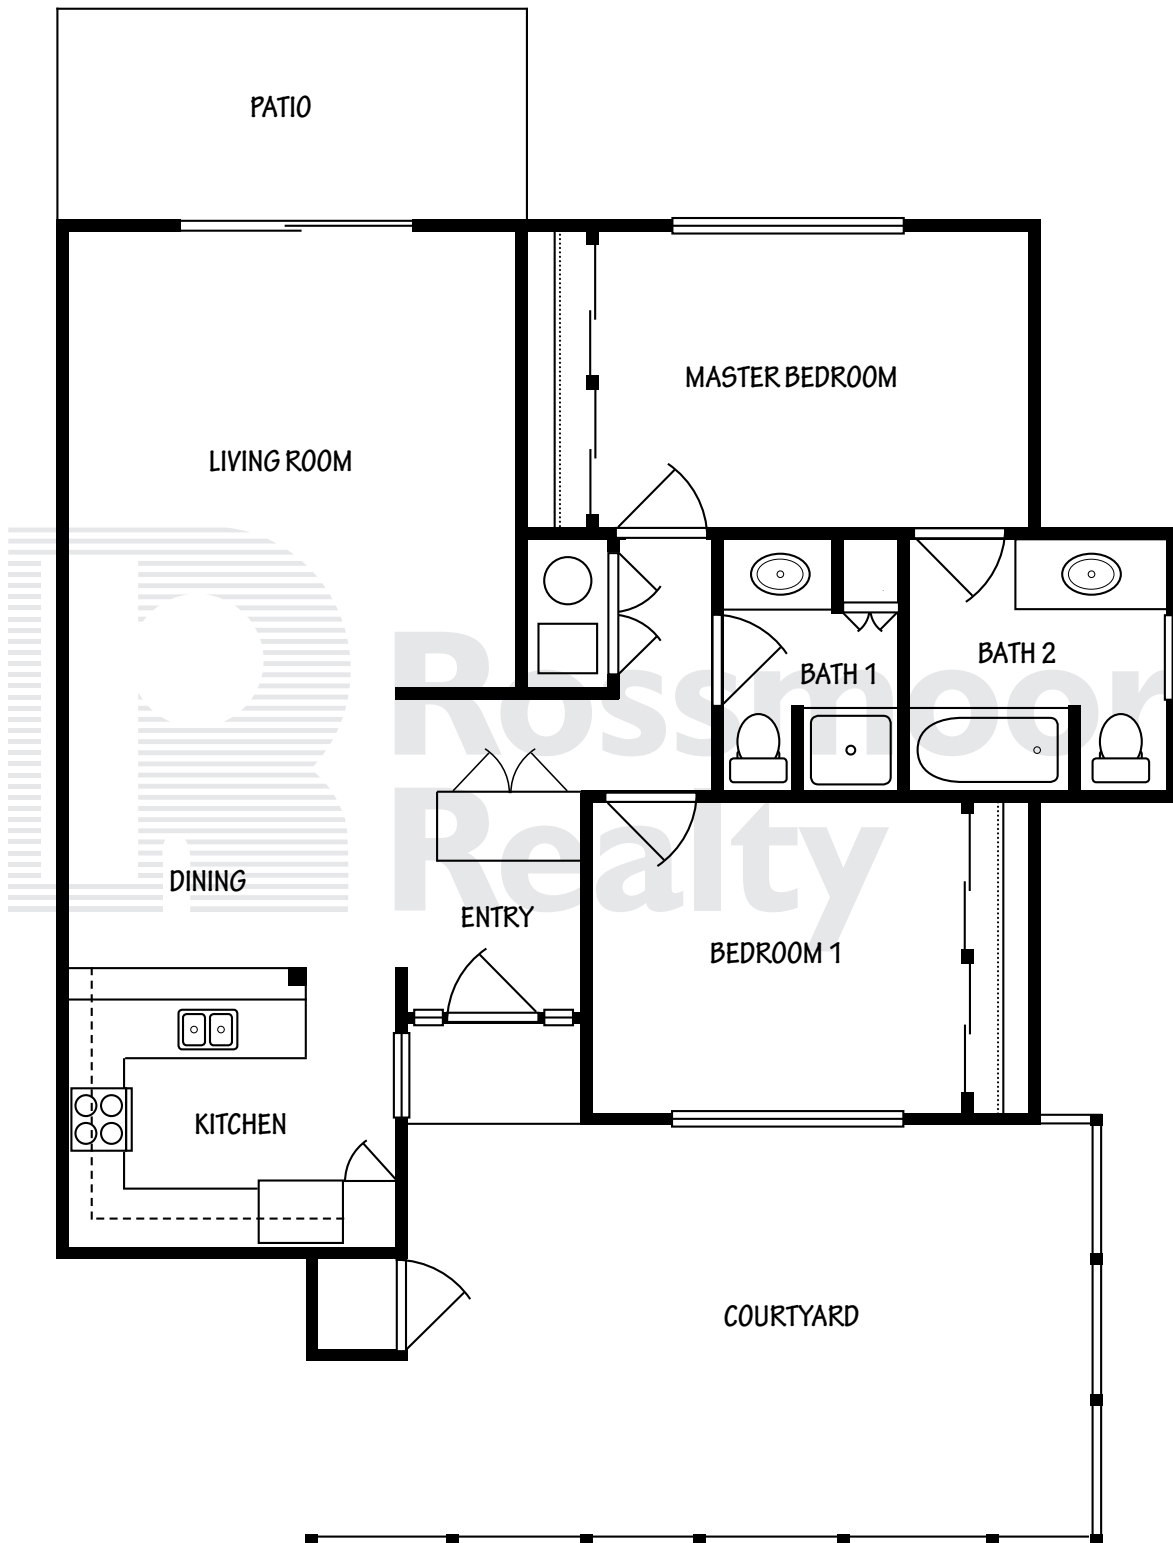 PATIO
MASTER BEDROOM
LIVING ROOM
BATH 2
BATH 1
Rossmoor
Realty
DINING
ENTRY
BEDROOM 1
KITCHEN
COURTYARD